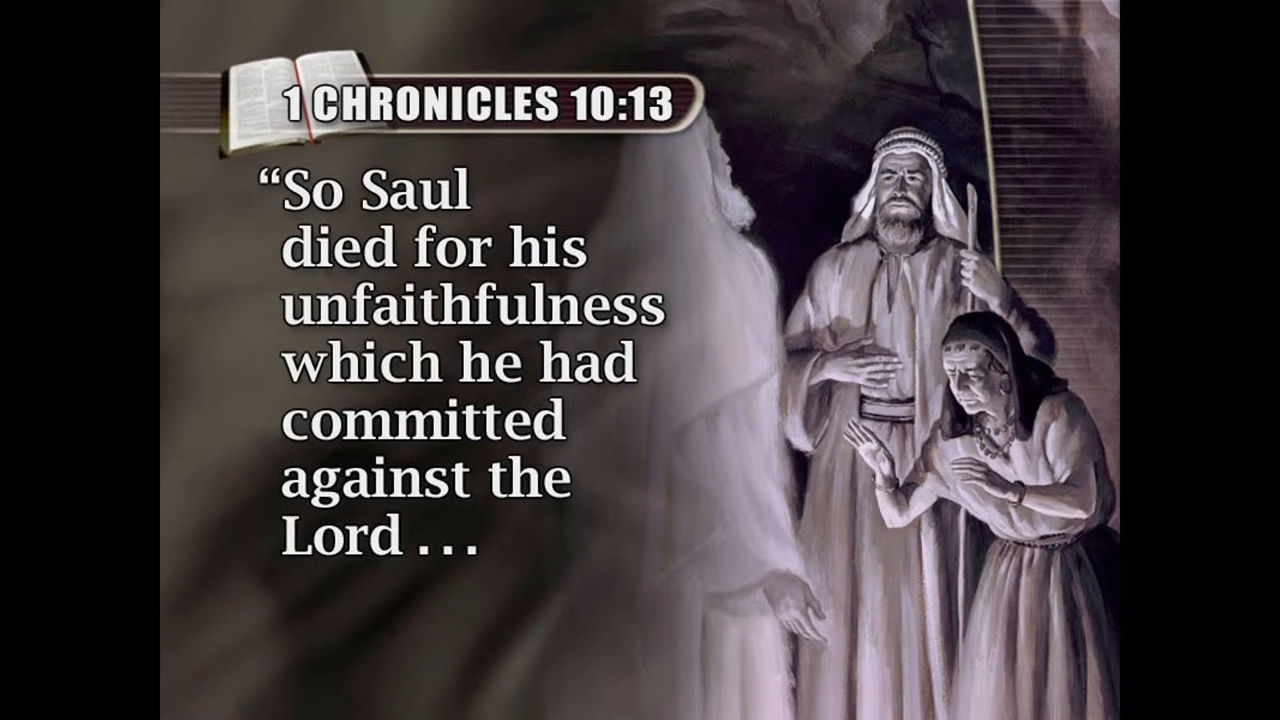 1 CHRONICLES 10:13
“So Saul
died for his
unfaithfulness
which he had
committed
against the
Lord . . .